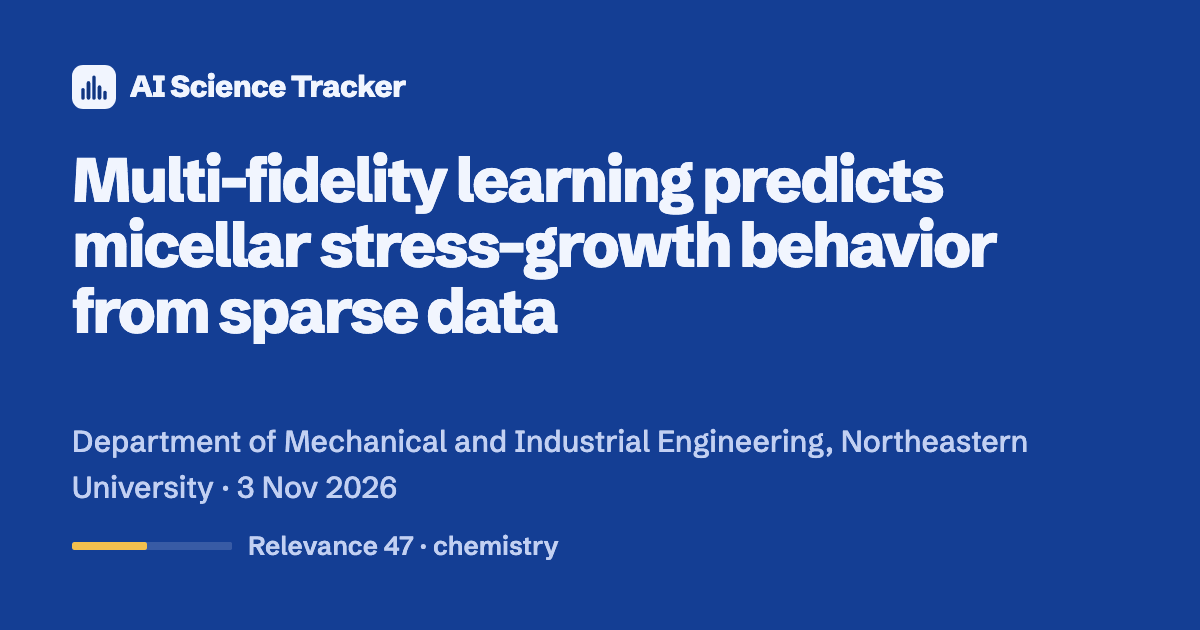 AI Science Tracker
Multi-fidelity learning predicts
micellar stress-growth behavior
from sparse data
Department of Mechanical and Industrial Engineering, Northeastern
University · 3 Nov 2026
Relevance 47 · chemistry